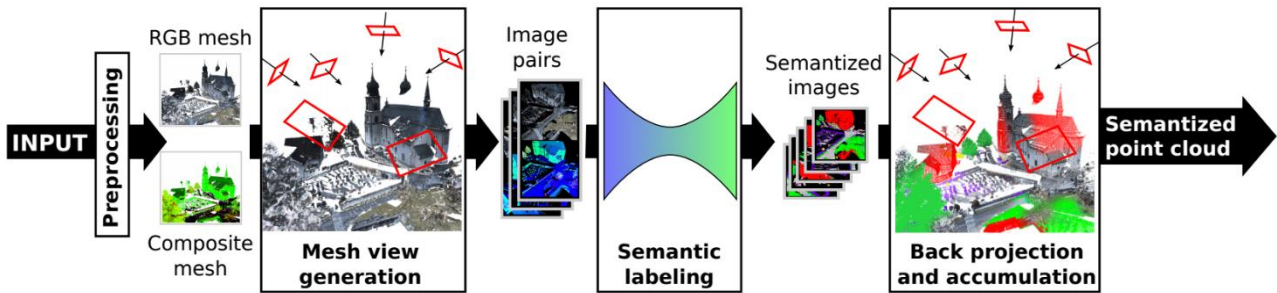 INPUT
Preprocessing
RGB mesh
Composite
mesh
Mesh view
generation
Image
pairs
Semantic
labeling
Semantized
images
Back projection
and accumulation
Semantized
point cloud